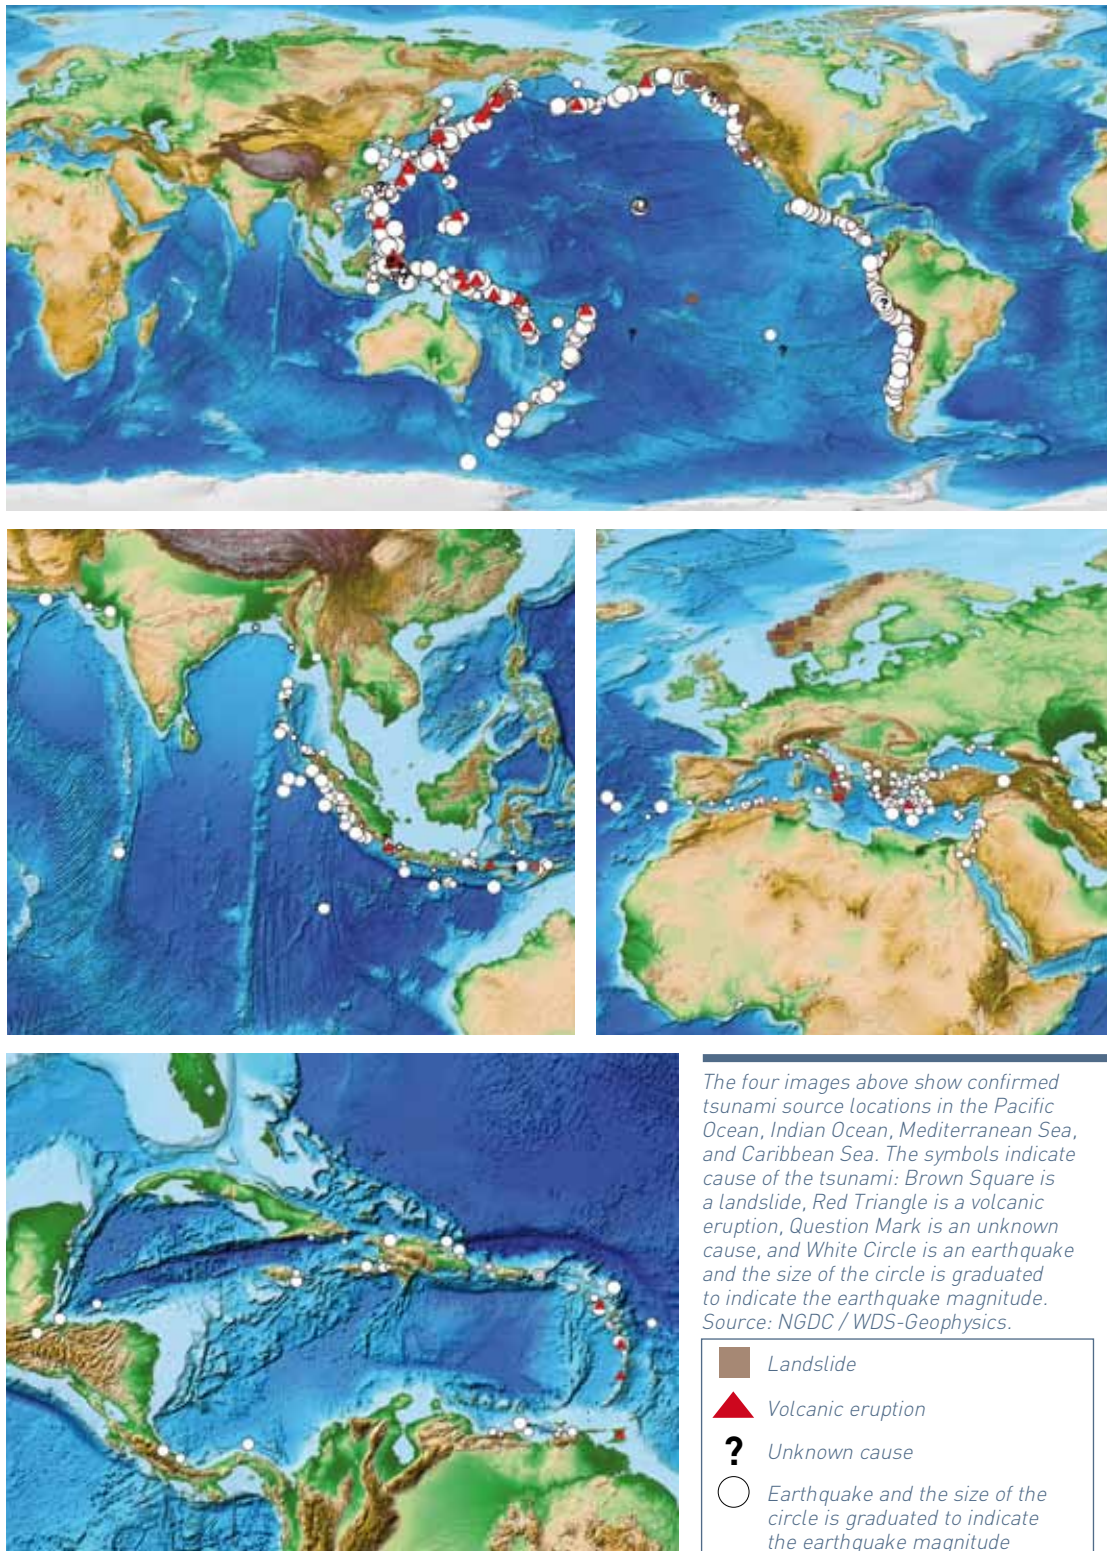 ?
?
?
The four images above show confirmed
tsunami source locations in the Pacific
Ocean, Indian Ocean, Mediterranean Sea,
and Caribbean Sea. The symbols indicate
cause of the tsunami: Brown Square is
a landslide, Red Triangle is a volcanic
eruption, Question Mark is an unknown
cause, and White Circle is an earthquake
and the size of the circle is graduated
to indicate the earthquake magnitude.
Source: NGDC / WDS-Geophysics.
Landslide
Volcanic eruption
? Unknown cause
Earthquake and the size of the
circle is graduated to indicate
the earthquake magnitude